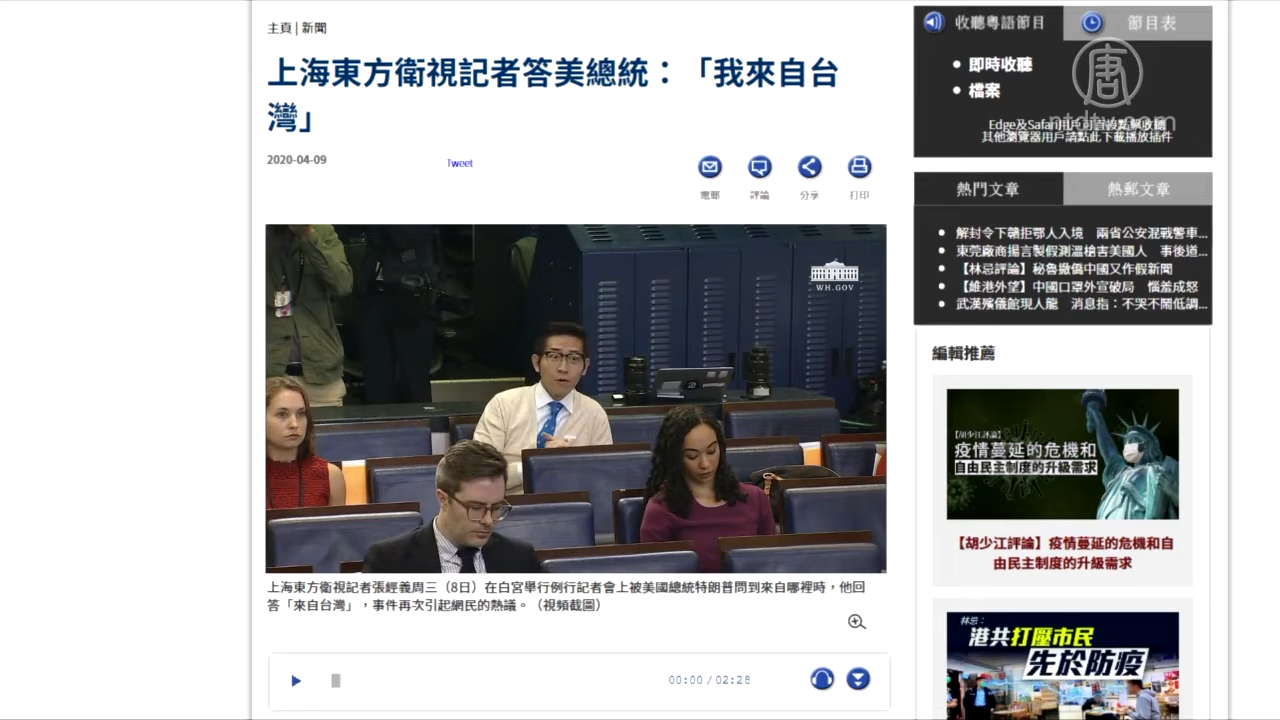 主頁 | 新聞
上海東方衛視記者答美總統：「我來自台
灣」
2020-04-09
Tweet
電郵
評論
分享
打印
WH.GOV
上海東方衛視記者張經義周三（8日）在白宮舉行例行記者會上被美國總統特朗普問到來自哪裡時，他回
答「來自台灣」，事件再次引起網民的熱議。（視頻截圖）
00:00 / 02:28
收聽粵語節目
節目表
即時收聽
檔案
唐
ntdtv.com
Edge及Safari用戶可直接點擊收聽
其他瀏覽器用戶請點此下載播放插件
熱門文章
熱郵文章
解封令下贛拒鄂人入境 兩省公安混戰警車...
東莞廠商揚言製假測溫槍害美國人 事後道...
【林忌評論】秘魯撤僑中國又作假新聞
【維港外望】中國口罩外宣破局 惱羞成怒
武漢殯儀館現人龍 消息指：不哭不鬧低調...
編輯推薦
【胡少江評論】
疫情蔓延的危機和
自由民主制度的升級需求
【胡少江評論】疫情蔓延的危機和自
由民主制度的升級需求
林忌：
港共打壓市民
先於防疫